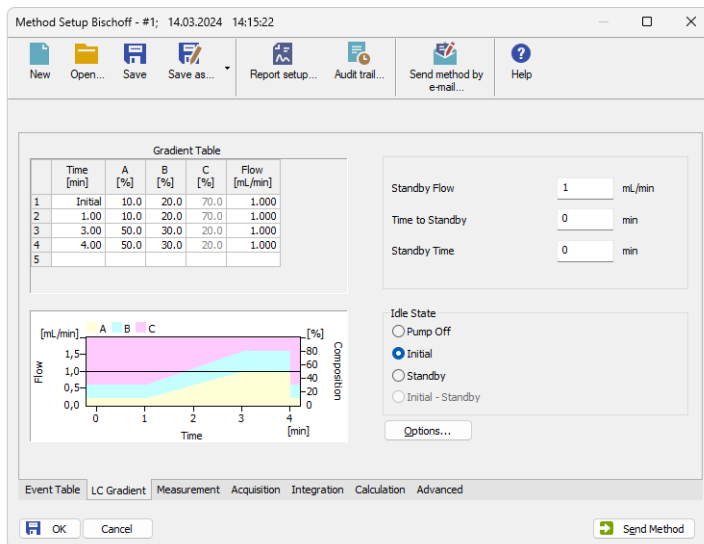 Method Setup Bischoff - #1; 14.03.2024 14:15:22
New Open... Save Save as... Report setup... Audit trail... Send method by e-mail... Help
Gradient Table
Time [min] A [%] B [%] C [%] Flow [mL/min]
1 Initial 10.0 20.0 70.0 1.000
2 1.00 10.0 20.0 70.0 1.000
3 3.00 50.0 30.0 20.0 1.000
4 4.00 50.0 30.0 20.0 1.000
5
Standby Flow 1 mL/min
Time to Standby 0 min
Standby Time 0 min
[mL/min] A B C [%]
1,5
1,0
0,5
0,0
Flow
80
60
40
20
0
Composition
0 1 2 3 4
Time [min]
Idle State
Pump Off
Initial
Standby
Initial - Standby
Options...
Event Table LC Gradient Measurement Acquisition Integration Calculation Advanced
OK Cancel Send Method